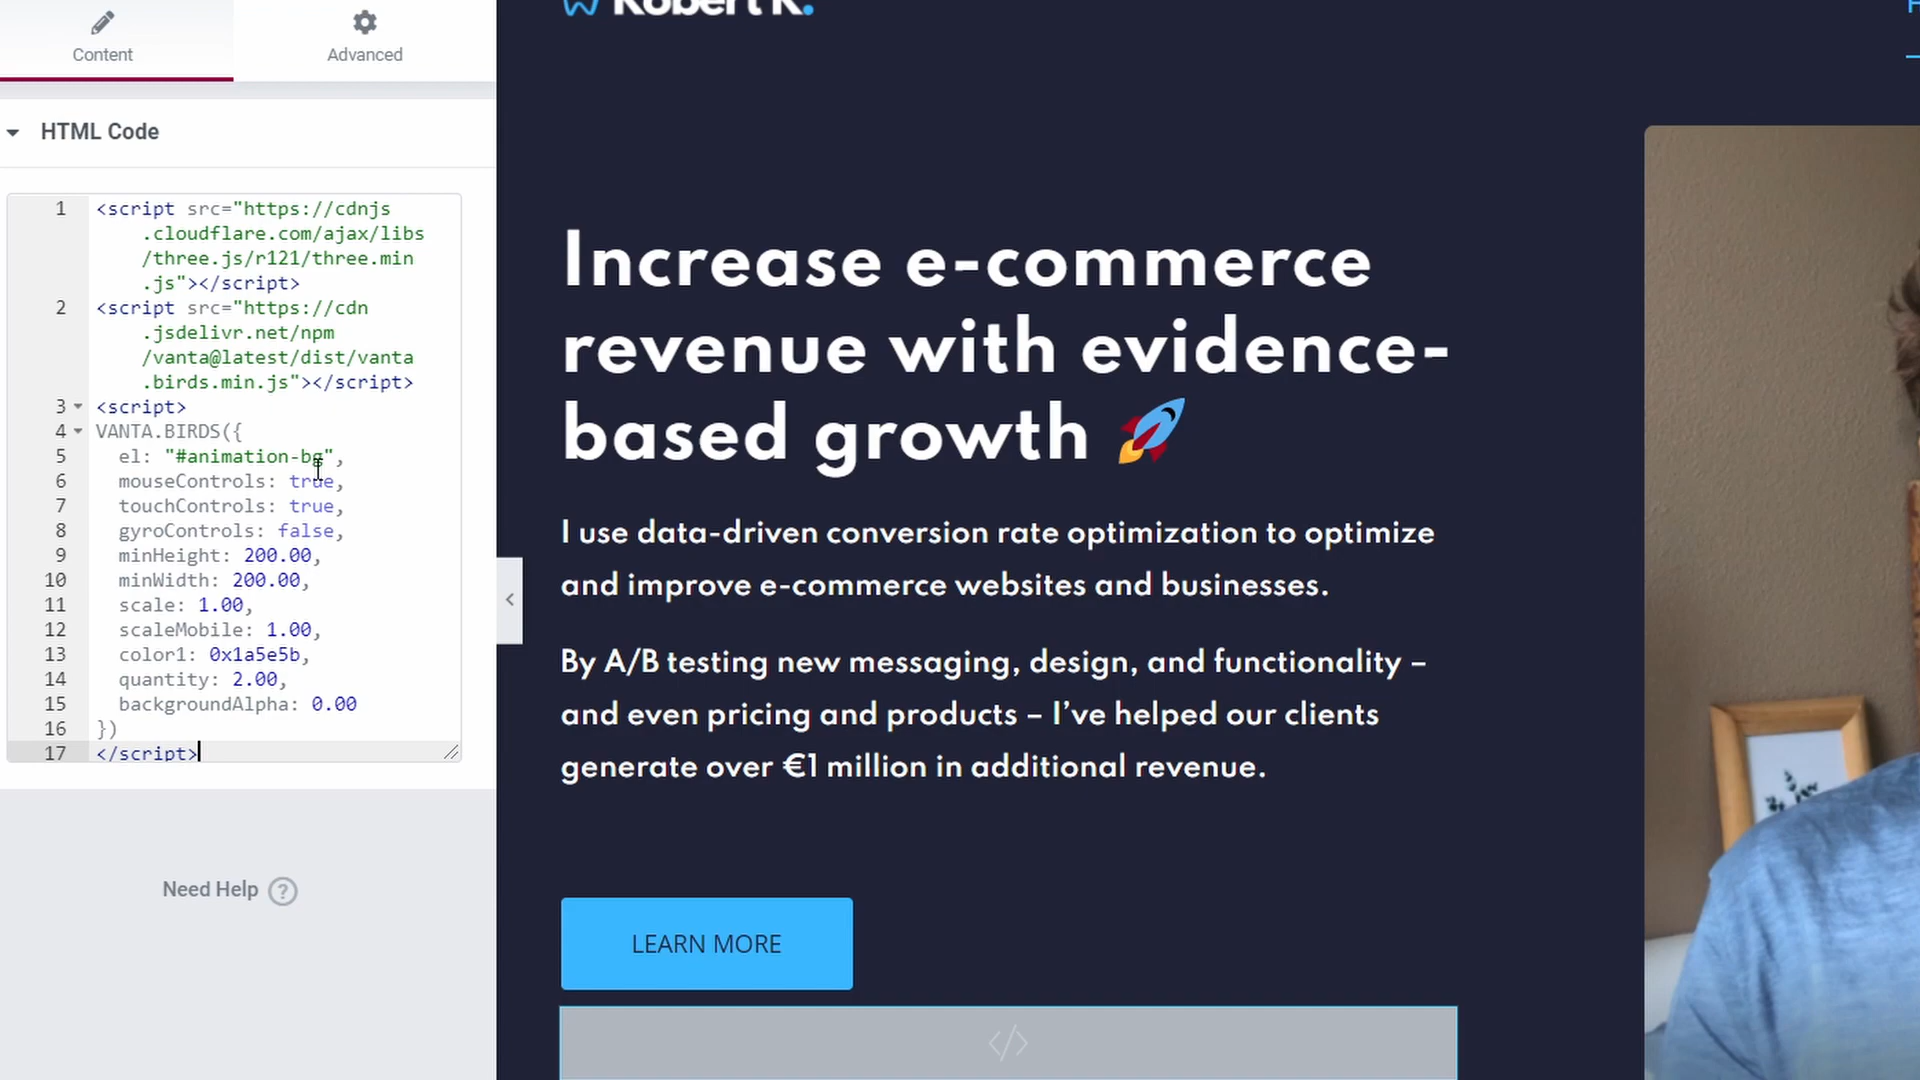 Robert K.
Content
Advanced
HTML Code
1 <script src="https://cdnjs
.cloudflare.com/ajax/libs
/three.js/r121/three.min
.js"></script>
2 <script src="https://cdn
.jsdelivr.net/npm
/vanta@latest/dist/vanta
.birds.min.js"></script>
3 <script>
4 VANTA.BIRDS({
5 el: "#animation-bg",
6 mouseControls: true,
7 touchControls: true,
8 gyroControls: false,
9 minHeight: 200.00,
10 minWidth: 200.00,
11 scale: 1.00,
12 scaleMobile: 1.00,
13 color1: 0x1a5e5b,
14 quantity: 2.00,
15 backgroundAlpha: 0.00
16 })
17 </script>
Need Help ?
Increase e-commerce
revenue with evidence-
based growth 🚀
I use data-driven conversion rate optimization to optimize
and improve e-commerce websites and businesses.
By A/B testing new messaging, design, and functionality –
and even pricing and products – I’ve helped our clients
generate over €1 million in additional revenue.
LEARN MORE
</>